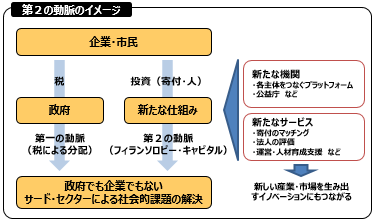 第２の動脈のイメージ
企業・市民
税
投資（寄付・人）
政府
新たな仕組み
第一の動脈
（税による分配）
第２の動脈
（フィランソロピー・キャピタル）
政府でも企業でもない
サード・セクターによる社会的課題の解決
新たな機関
・各主体をつなぐプラットフォーム
・公益庁 など
新たなサービス
・寄付のマッチング
・法人の評価
・運営・人材育成支援 など
新しい産業・市場を生み出
すイノベーションにもつながる